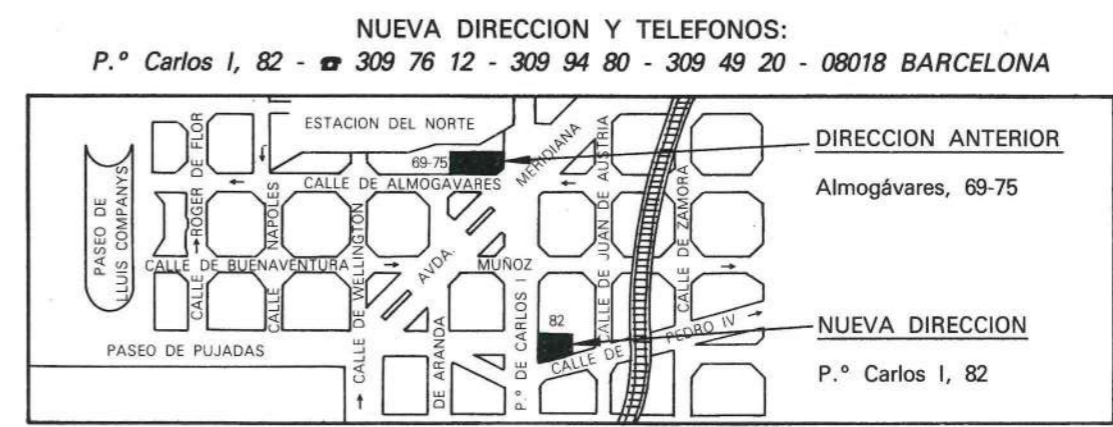 NUEVA DIRECCION Y TELEFONOS:
P.º Carlos I, 82 - ☎ 309 76 12 - 309 94 80 - 309 49 20 - 08018 BARCELONA
ESTACION DEL NORTE
69-75
CALLE DE ALMOGAVARES
MERIDIANA
DIRECCION ANTERIOR
Almogávares, 69-75
PASEO DE
LLUIS COMPANYS
CALLE ROGER DE FLOR
CALLE NAPOLES
CALLE DE WELLINGTON
CALLE DE BUENAVENTURA
AVDA.
MUÑOZ
CALLE DE JUAN DE AUSTRIA
CALLE DE ZAMORA
P.º DE CARLOS I
DE ARANDA
82
CALLE DE PEDRO IV
PASEO DE PUJADAS
NUEVA DIRECCION
P.º Carlos I, 82